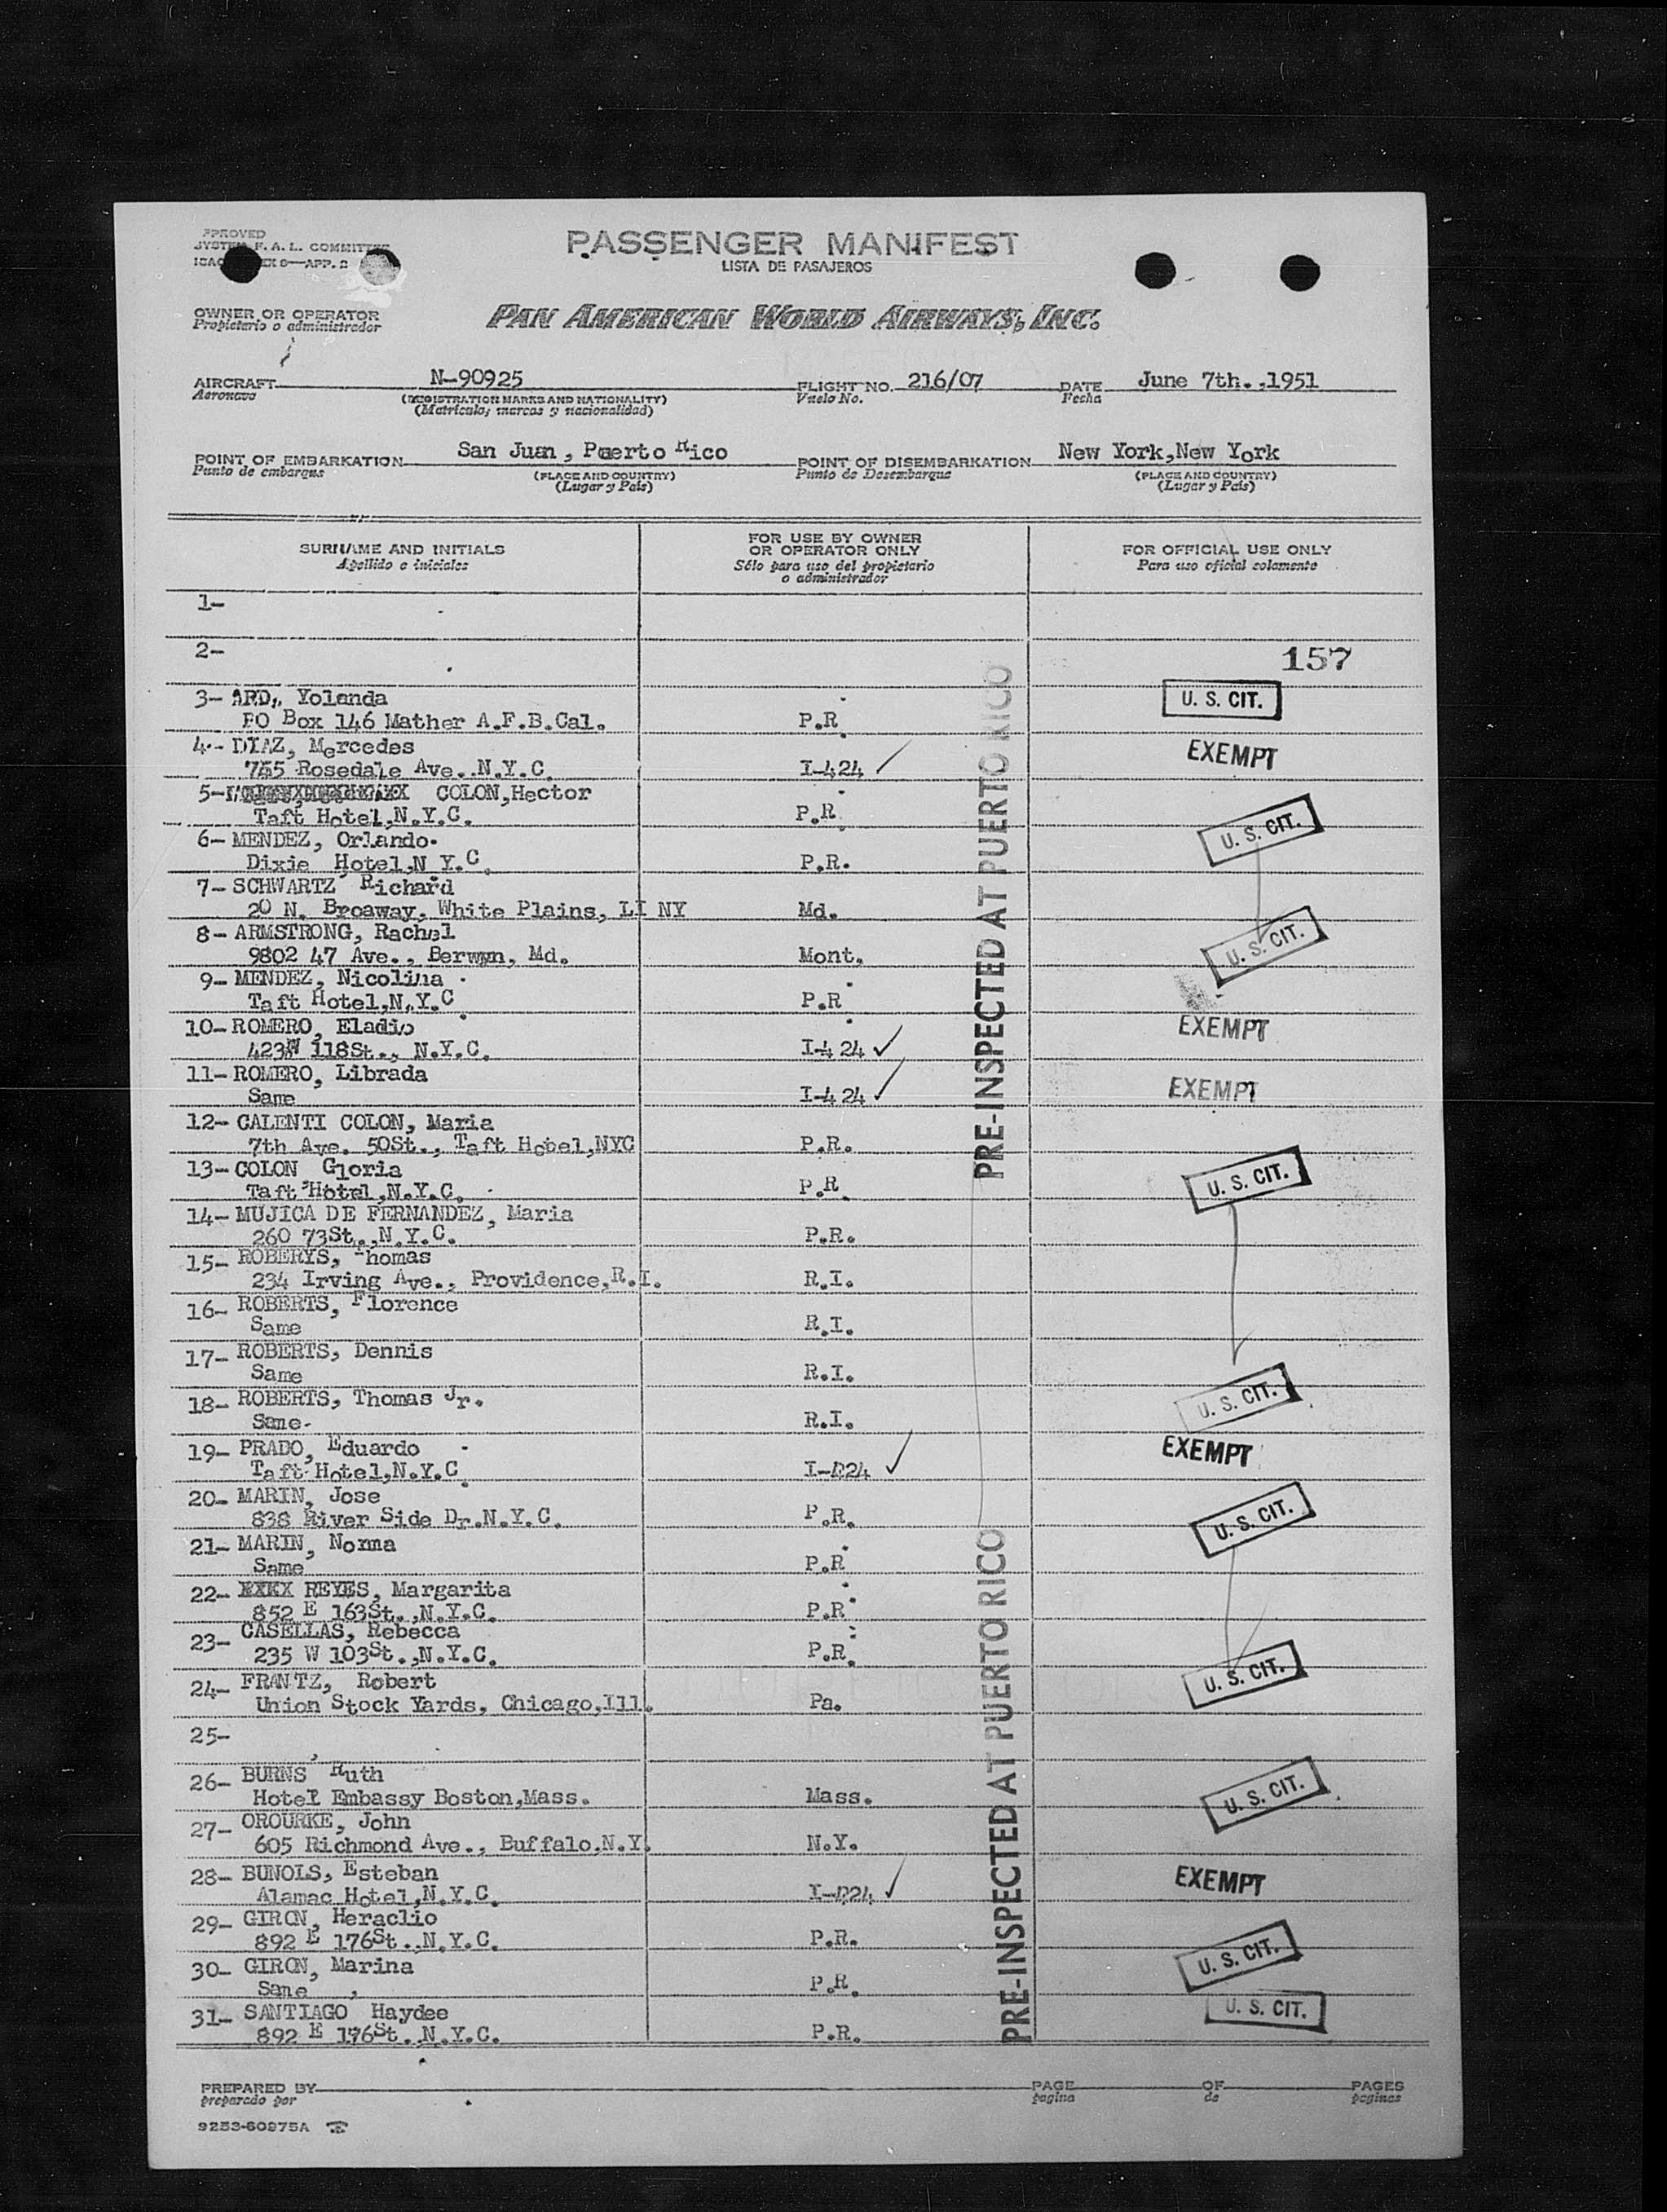 PPROVED
SYSTEM F. A. L. COMMITTEE
ICAO EX 9—APP. 2
PASSENGER MANIFEST
LISTA DE PASAJEROS
OWNER OR OPERATOR
Propietario o administrador
PAN AMERICAN WORLD AIRWAYS, INC.
AIRCRAFT N-90925 FLIGHT NO. 216/07 DATE June 7th.,1951
Aeronave (REGISTRATION MARKS AND NATIONALITY) Vuelo No. Fecha
(Matricula, marcas y nacionalidad)
POINT OF EMBARKATION San Juan, Puerto Rico POINT OF DISEMBARKATION New York,New York
Punto de embarque (PLACE AND COUNTRY) Punto de Desembarque (PLACE AND COUNTRY)
(Lugar y País) (Lugar y País)
SURNAME AND INITIALS FOR USE BY OWNER OR OPERATOR ONLY FOR OFFICIAL USE ONLY
Apellido e iniciales Sólo para uso del propietario o administrador Para uso oficial solamente
1-
2- 157
3- ARD, Yolanda U. S. CIT.
PO Box 146 Mather A.F.B.Cal. P.R.
4- DIAZ, Mercedes EXEMPT
755 Rosedale Ave..N.Y.C. I-424 ✓
5- COLON,Hector
Taft Hotel,N.Y.C. P.R. U. S. CIT.
6- MENDEZ, Orlando
Dixie Hotel,N.Y.C. P.R.
7- SCHWARTZ Richard
20 N. Broaway, White Plains, LI NY Md.
8- ARMSTRONG, Rachel U. S. CIT.
9802 47 Ave., Berwyn, Md. Mont.
9- MENDEZ, Nicolina
Taft Hotel,N.Y.C. P.R.
10- ROMERO, Eladio EXEMPT
423W 118St., N.Y.C. I-424 ✓
11- ROMERO, Librada EXEMPT
Same I-424 ✓
12- CALENTI COLON, Maria
7th Ave. 50St., Taft Hotel,NYC P.R.
13- COLON Gloria U. S. CIT.
Taft Hotel,N.Y.C. P.R.
14- MUJICA DE FERNANDEZ, Maria
260 73St.,N.Y.C. P.R.
15- ROBERYS, Thomas
234 Irving Ave., Providence,R.I. R.I.
16- ROBERTS, Florence
Same R.I.
17- ROBERTS, Dennis
Same R.I.
18- ROBERTS, Thomas Jr. U. S. CIT.
Same R.I.
19- PRADO, Eduardo EXEMPT
Taft Hotel,N.Y.C. I-424 ✓
20- MARIN, Jose U. S. CIT.
838 River Side Dr.N.Y.C. P.R.
21- MARIN, Norma
Same P.R.
22- REYES, Margarita
852 E 163St.,N.Y.C. P.R.
23- CASELLAS, Rebecca
235 W 103St.,N.Y.C. P.R.
24- FRANTZ, Robert U. S. CIT.
Union Stock Yards, Chicago,Ill. Pa.
25-
26- BURNS Ruth U. S. CIT.
Hotel Embassy Boston,Mass. Mass.
27- OROURKE, John
605 Richmond Ave., Buffalo.N.Y. N.Y.
28- BUNOLS, Esteban EXEMPT
Alamac Hotel,N.Y.C. I-424 ✓
29- GIRON, Heraclio
892 E 176St..N.Y.C. P.R. U. S. CIT.
30- GIRON, Marina
Same P.R.
31- SANTIAGO Haydee U. S. CIT.
892 E 176St. N.Y.C. P.R.
PRE-INSPECTED AT PUERTO RICO
PRE-INSPECTED AT PUERTO RICO
PREPARED BY PAGE OF PAGES
preparado por pagina de paginas
9253-60975A